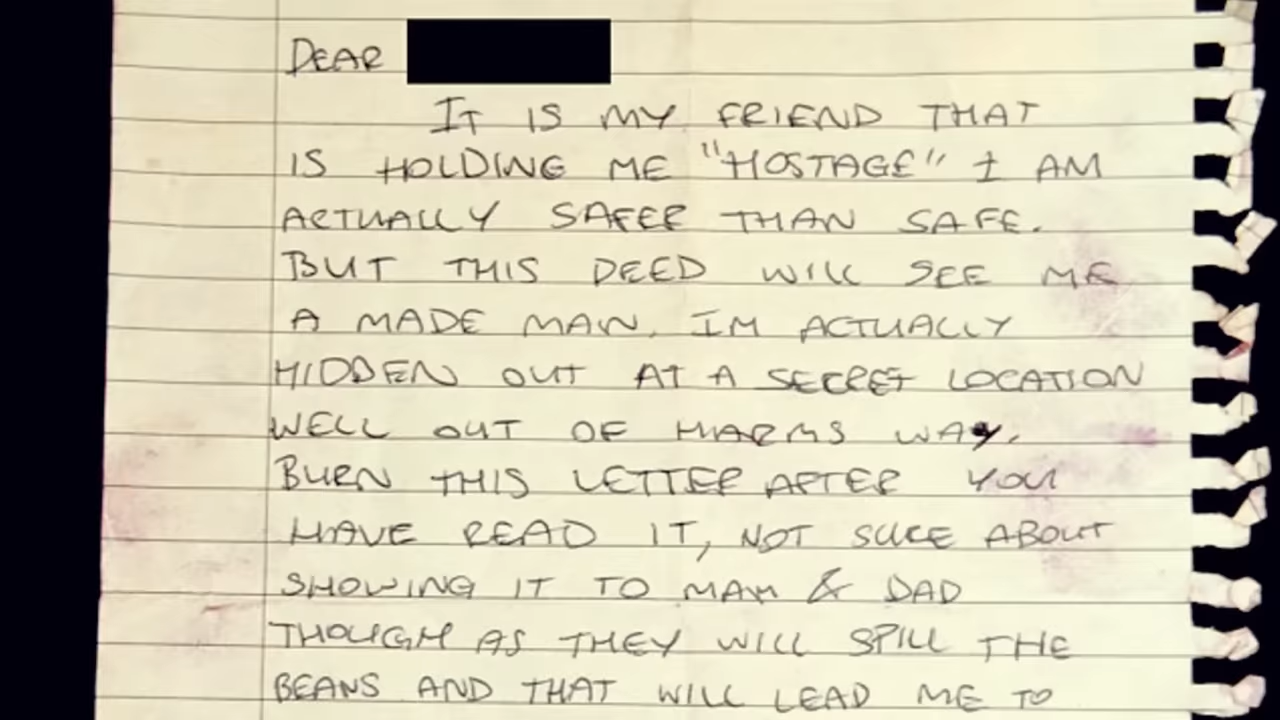 DEAR
IT IS MY FRIEND THAT
IS HOLDING ME "HOSTAGE" I AM
ACTUALLY SAFER THAN SAFE.
BUT THIS DEED WILL SEE ME
A MADE MAN. IM ACTUALLY
HIDDEN OUT AT A SECRET LOCATION
WELL OUT OF HARMS WAY.
BURN THIS LETTER AFTER YOU
HAVE READ IT, NOT SURE ABOUT
SHOWING IT TO MAM & DAD
THOUGH AS THEY WILL SPILL THE
BEANS AND THAT WILL LEAD ME TO